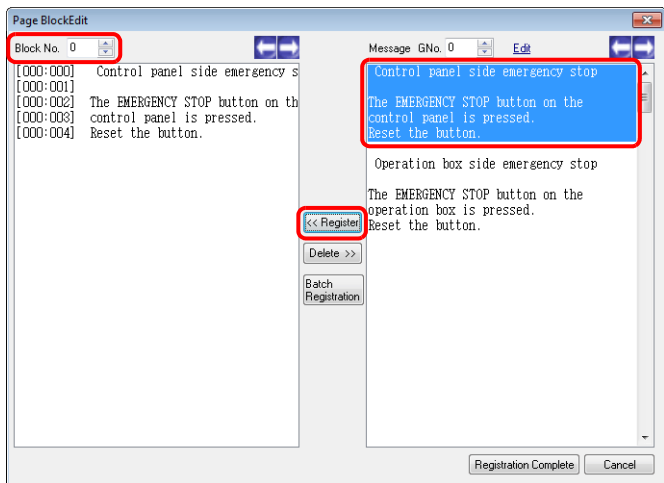 Page BlockEdit
Block No. 0
Message GNo. 0 Edit
[000:000] Control panel side emergency s
[000:001]
[000:002] The EMERGENCY STOP button on th
[000:003] control panel is pressed.
[000:004] Reset the button.
<< Register
Delete >>
Batch
Registration
Control panel side emergency stop
The EMERGENCY STOP button on the
control panel is pressed.
Reset the button.
Operation box side emergency stop
The EMERGENCY STOP button on the
operation box is pressed.
Reset the button.
Registration Complete
Cancel